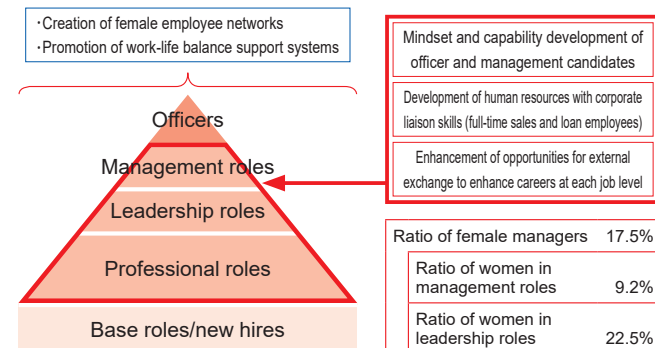 ・Creation of female employee networks
・Promotion of work-life balance support systems
Officers
Management roles
Leadership roles
Professional roles
Base roles/new hires
Mindset and capability development of
officer and management candidates
Development of human resources with corporate
liaison skills (full-time sales and loan employees)
Enhancement of opportunities for external
exchange to enhance careers at each job level
Ratio of female managers 17.5%
Ratio of women in
management roles 9.2%
Ratio of women in
leadership roles 22.5%